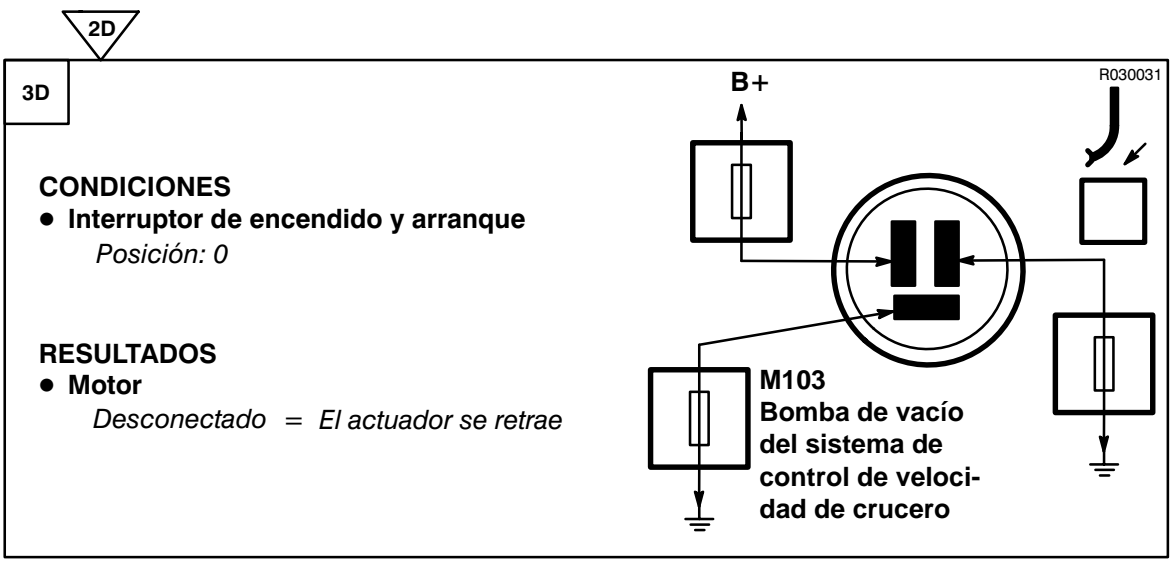 2D
3D
R030031
B+
CONDICIONES
● Interruptor de encendido y arranque
Posición: 0
RESULTADOS
● Motor
Desconectado = El actuador se retrae
M103
Bomba de vacío
del sistema de
control de veloci-
dad de crucero